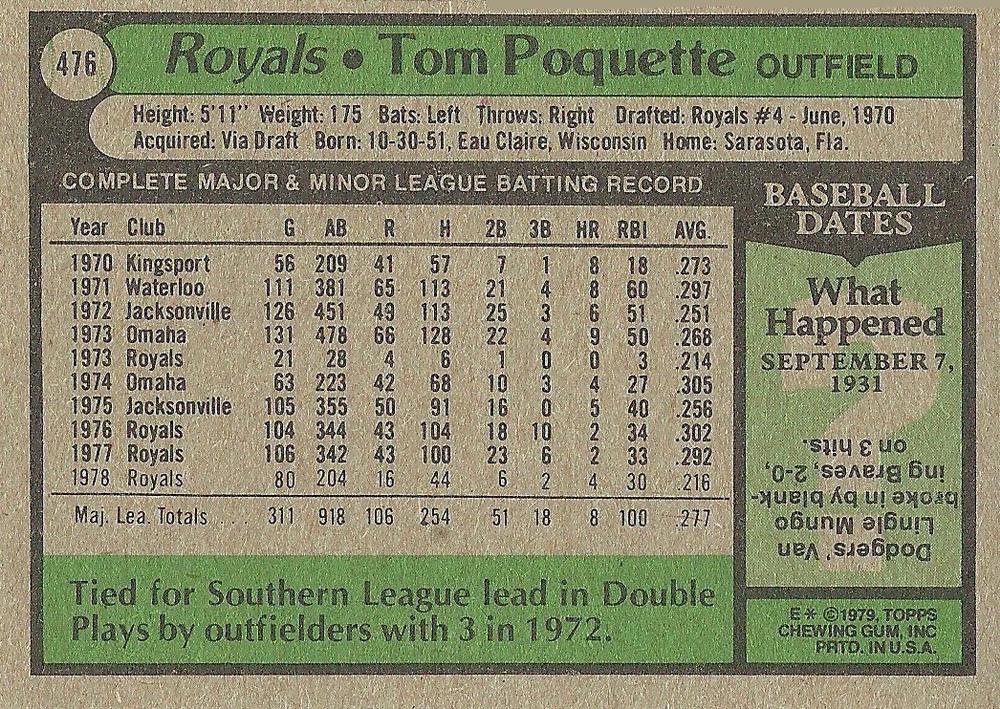 476
Royals • Tom Poquette OUTFIELD
Height: 5'11" Weight: 175 Bats: Left Throws: Right Drafted: Royals #4 - June, 1970
Acquired: Via Draft Born: 10-30-51, Eau Claire, Wisconsin Home: Sarasota, Fla.
COMPLETE MAJOR & MINOR LEAGUE BATTING RECORD
Year Club G AB R H 2B 3B HR RBI AVG.
1970 Kingsport 56 209 41 57 7 1 8 18 .273
1971 Waterloo 111 381 65 113 21 4 8 60 .297
1972 Jacksonville 126 451 49 113 25 3 6 51 .251
1973 Omaha 131 478 66 128 22 4 9 50 .268
1973 Royals 21 28 4 6 1 0 0 3 .214
1974 Omaha 63 223 42 68 10 3 4 27 .305
1975 Jacksonville 105 355 50 91 16 0 5 40 .256
1976 Royals 104 344 43 104 18 10 2 34 .302
1977 Royals 106 342 43 100 23 6 2 33 .292
1978 Royals 80 204 16 44 6 2 4 30 .216
Maj. Lea. Totals . . . 311 918 106 254 51 18 8 100 .277
Tied for Southern League lead in Double
Plays by outfielders with 3 in 1972.
BASEBALL
DATES
What
Happened
SEPTEMBER 7,
1931
Dodgers' Van
Lingle Mungo
broke in by blank-
ing Braves, 2-0,
on 3 hits.
E * ©1979, TOPPS
CHEWING GUM, INC
PRTD. IN U.S.A.